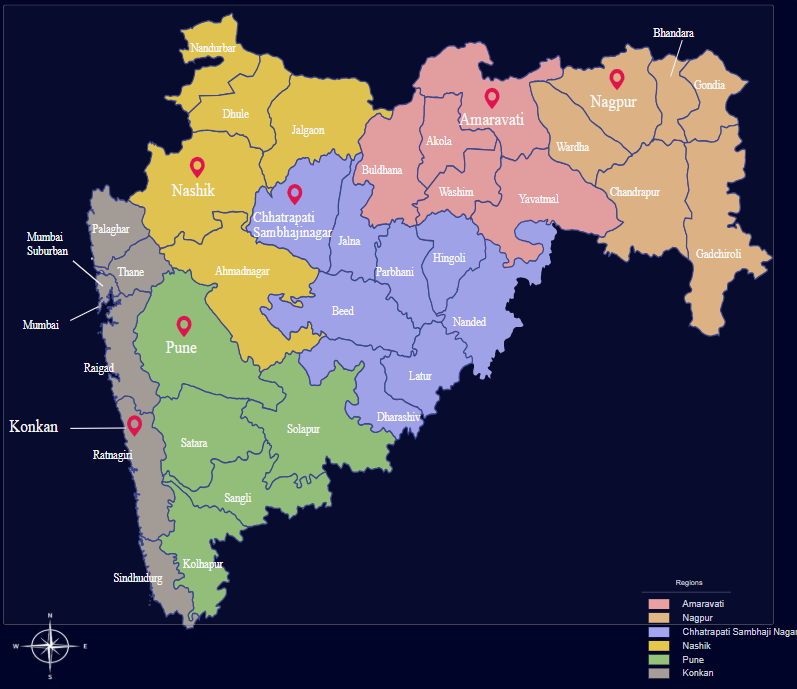 Bhandara
Nandurbar
Gondia
Nagpur
Dhule
Amaravati
Jalgaon
Akola
Wardha
Buldhana
Nashik
Washim
Chandrapur
Yavatmal
Chhatrapati
Sambhajinagar
Palaghar
Mumbai
Suburban
Jalna
Hingoli
Gadchiroli
Thane
Ahmadnagar
Parbhani
Beed
Mumbai
Nanded
Pune
Raigad
Latur
Dharashiv
Konkan
Solapur
Satara
Ratnagiri
Sangli
Kolhapur
Sindhudurg
Regions
Amaravati
Nagpur
Chhatrapati Sambhaji Nagar
Nashik
Pune
Konkan
N
W
E
S